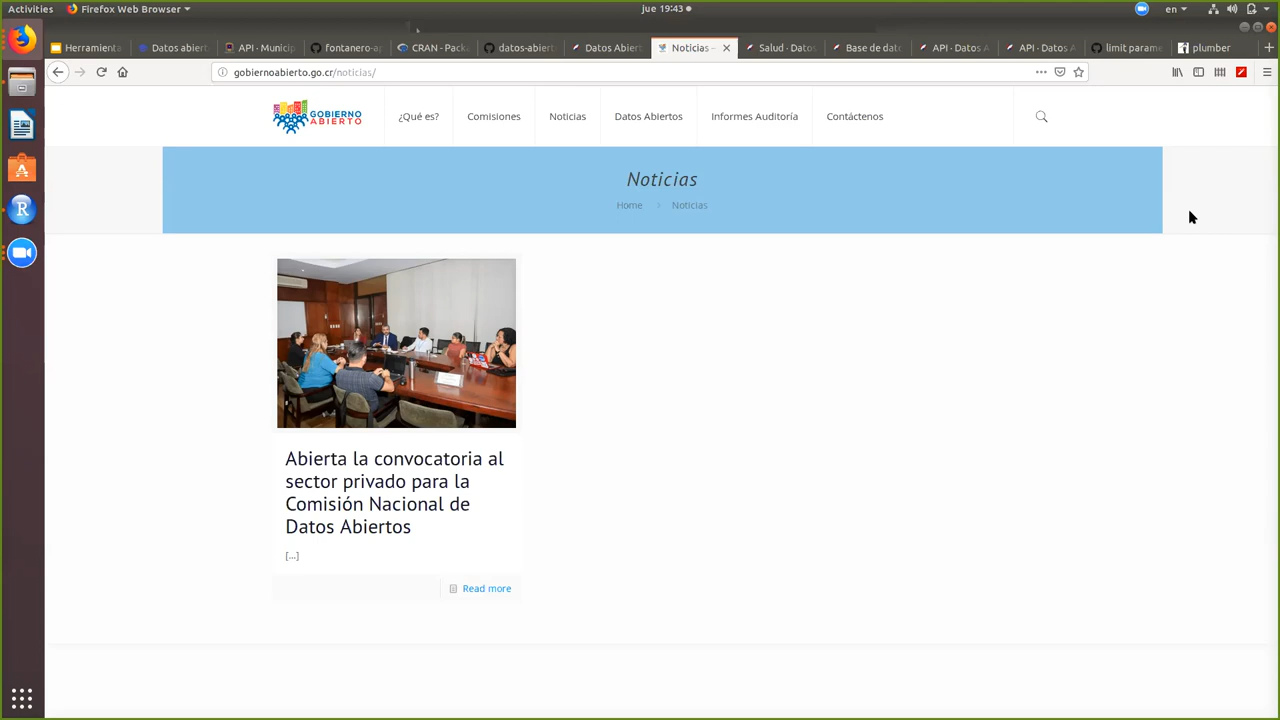 Activities
Firefox Web Browser
Jue 19:43
en
Herramienta
Datos abiert
API - Municip
fontanero-ap
CRAN - Pack
datos-abiert
Datos Abiert
Noticias –
Salud - Datos
Base de dato
API - Datos A
API - Datos A
limit parame
plumber
gobiernoabierto.go.cr/noticias/
GOBIERNO
ABIERTO
¿Qué es?
Comisiones
Noticias
Datos Abiertos
Informes Auditoría
Contáctenos
Noticias
Home
Noticias
Abierta la convocatoria al
sector privado para la
Comisión Nacional de
Datos Abiertos
[...]
Read more